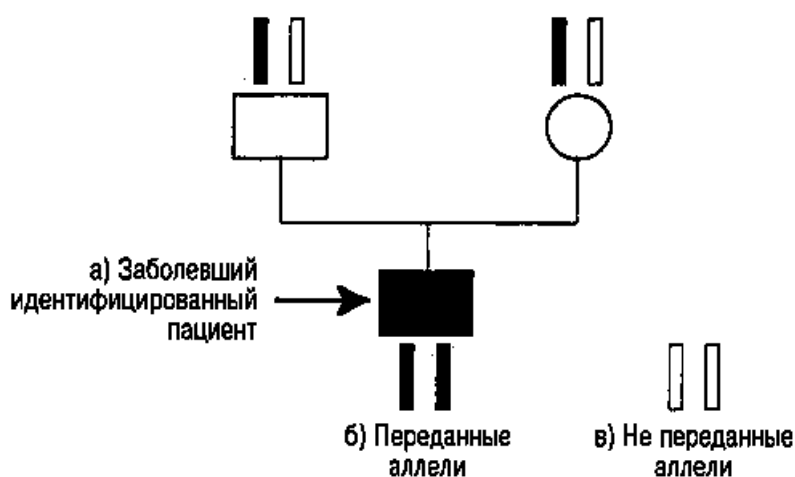 а) Заболевший
идентифицированный
пациент
б) Переданные
аллели
в) Не переданные
аллели